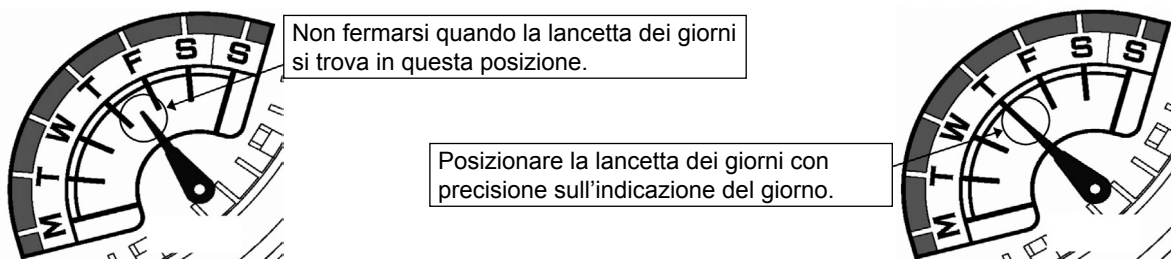 M T W T F S S
Non fermarsi quando la lancetta dei giorni
si trova in questa posizione.
Posizionare la lancetta dei giorni con
precisione sull'indicazione del giorno.
M T W T F S S